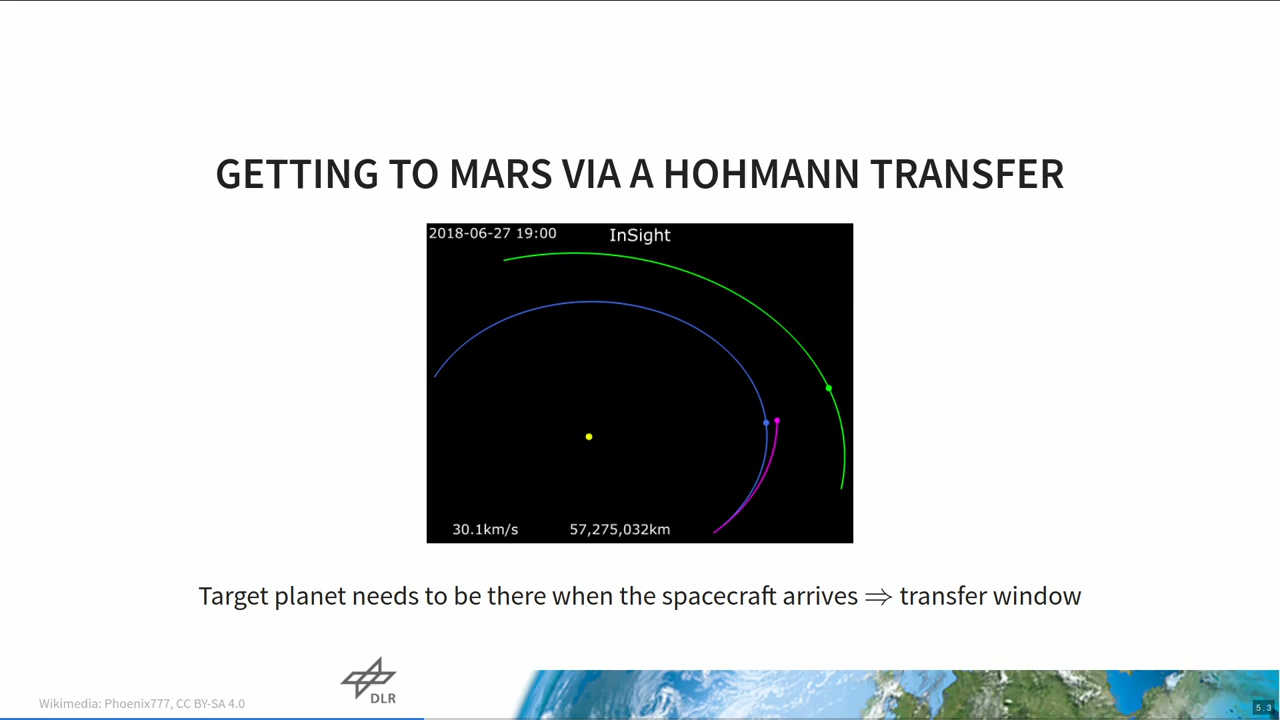 GETTING TO MARS VIA A HOHMANN TRANSFER
2018-06-27 19:00
InSight
30.1km/s
57,275,032km
Target planet needs to be there when the spacecraft arrives ⇒ transfer window
DLR
Wikimedia: Phoenix777, CC BY-SA 4.0
5.3